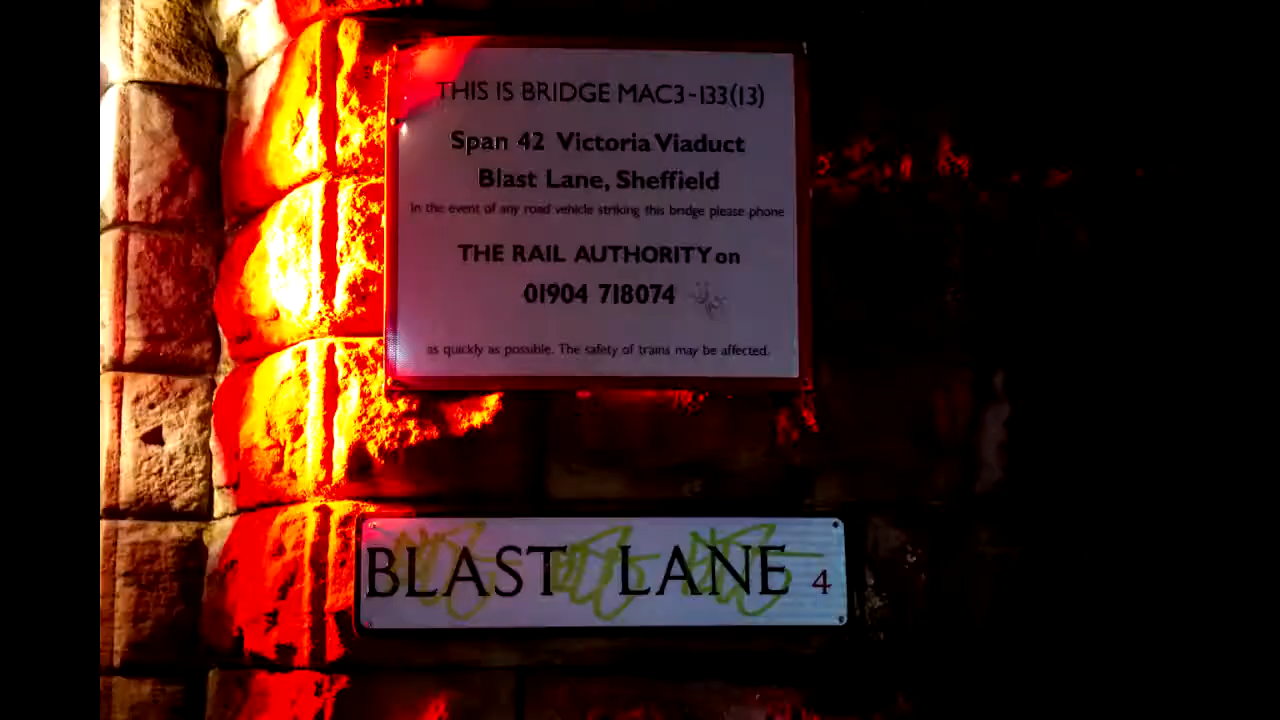 THIS IS BRIDGE MAC3-133(13)
Span 42 Victoria Viaduct
Blast Lane, Sheffield
In the event of any road vehicle striking this bridge please phone
THE RAIL AUTHORITY on
01904 718074
as quickly as possible. The safety of trains may be affected.
BLAST LANE 4